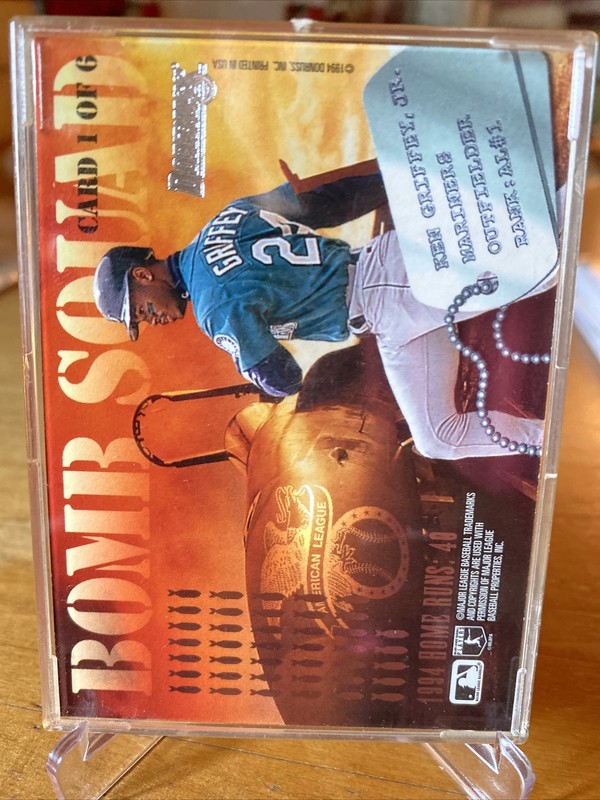 BOMB SQUAD
CARD 1 OF 6
DONRUSS
©1994 DONRUSS, INC. PRINTED IN USA
KEN GRIFFEY, JR.
MARINERS
OUTFIELDER
RANK: AL#1
GRIFFEY
24
AMERICAN LEAGUE
1994 HOME RUNS: 40
©MAJOR LEAGUE BASEBALL TRADEMARKS
AND COPYRIGHTS ARE USED WITH
PERMISSION OF MAJOR LEAGUE
BASEBALL PROPERTIES, INC.